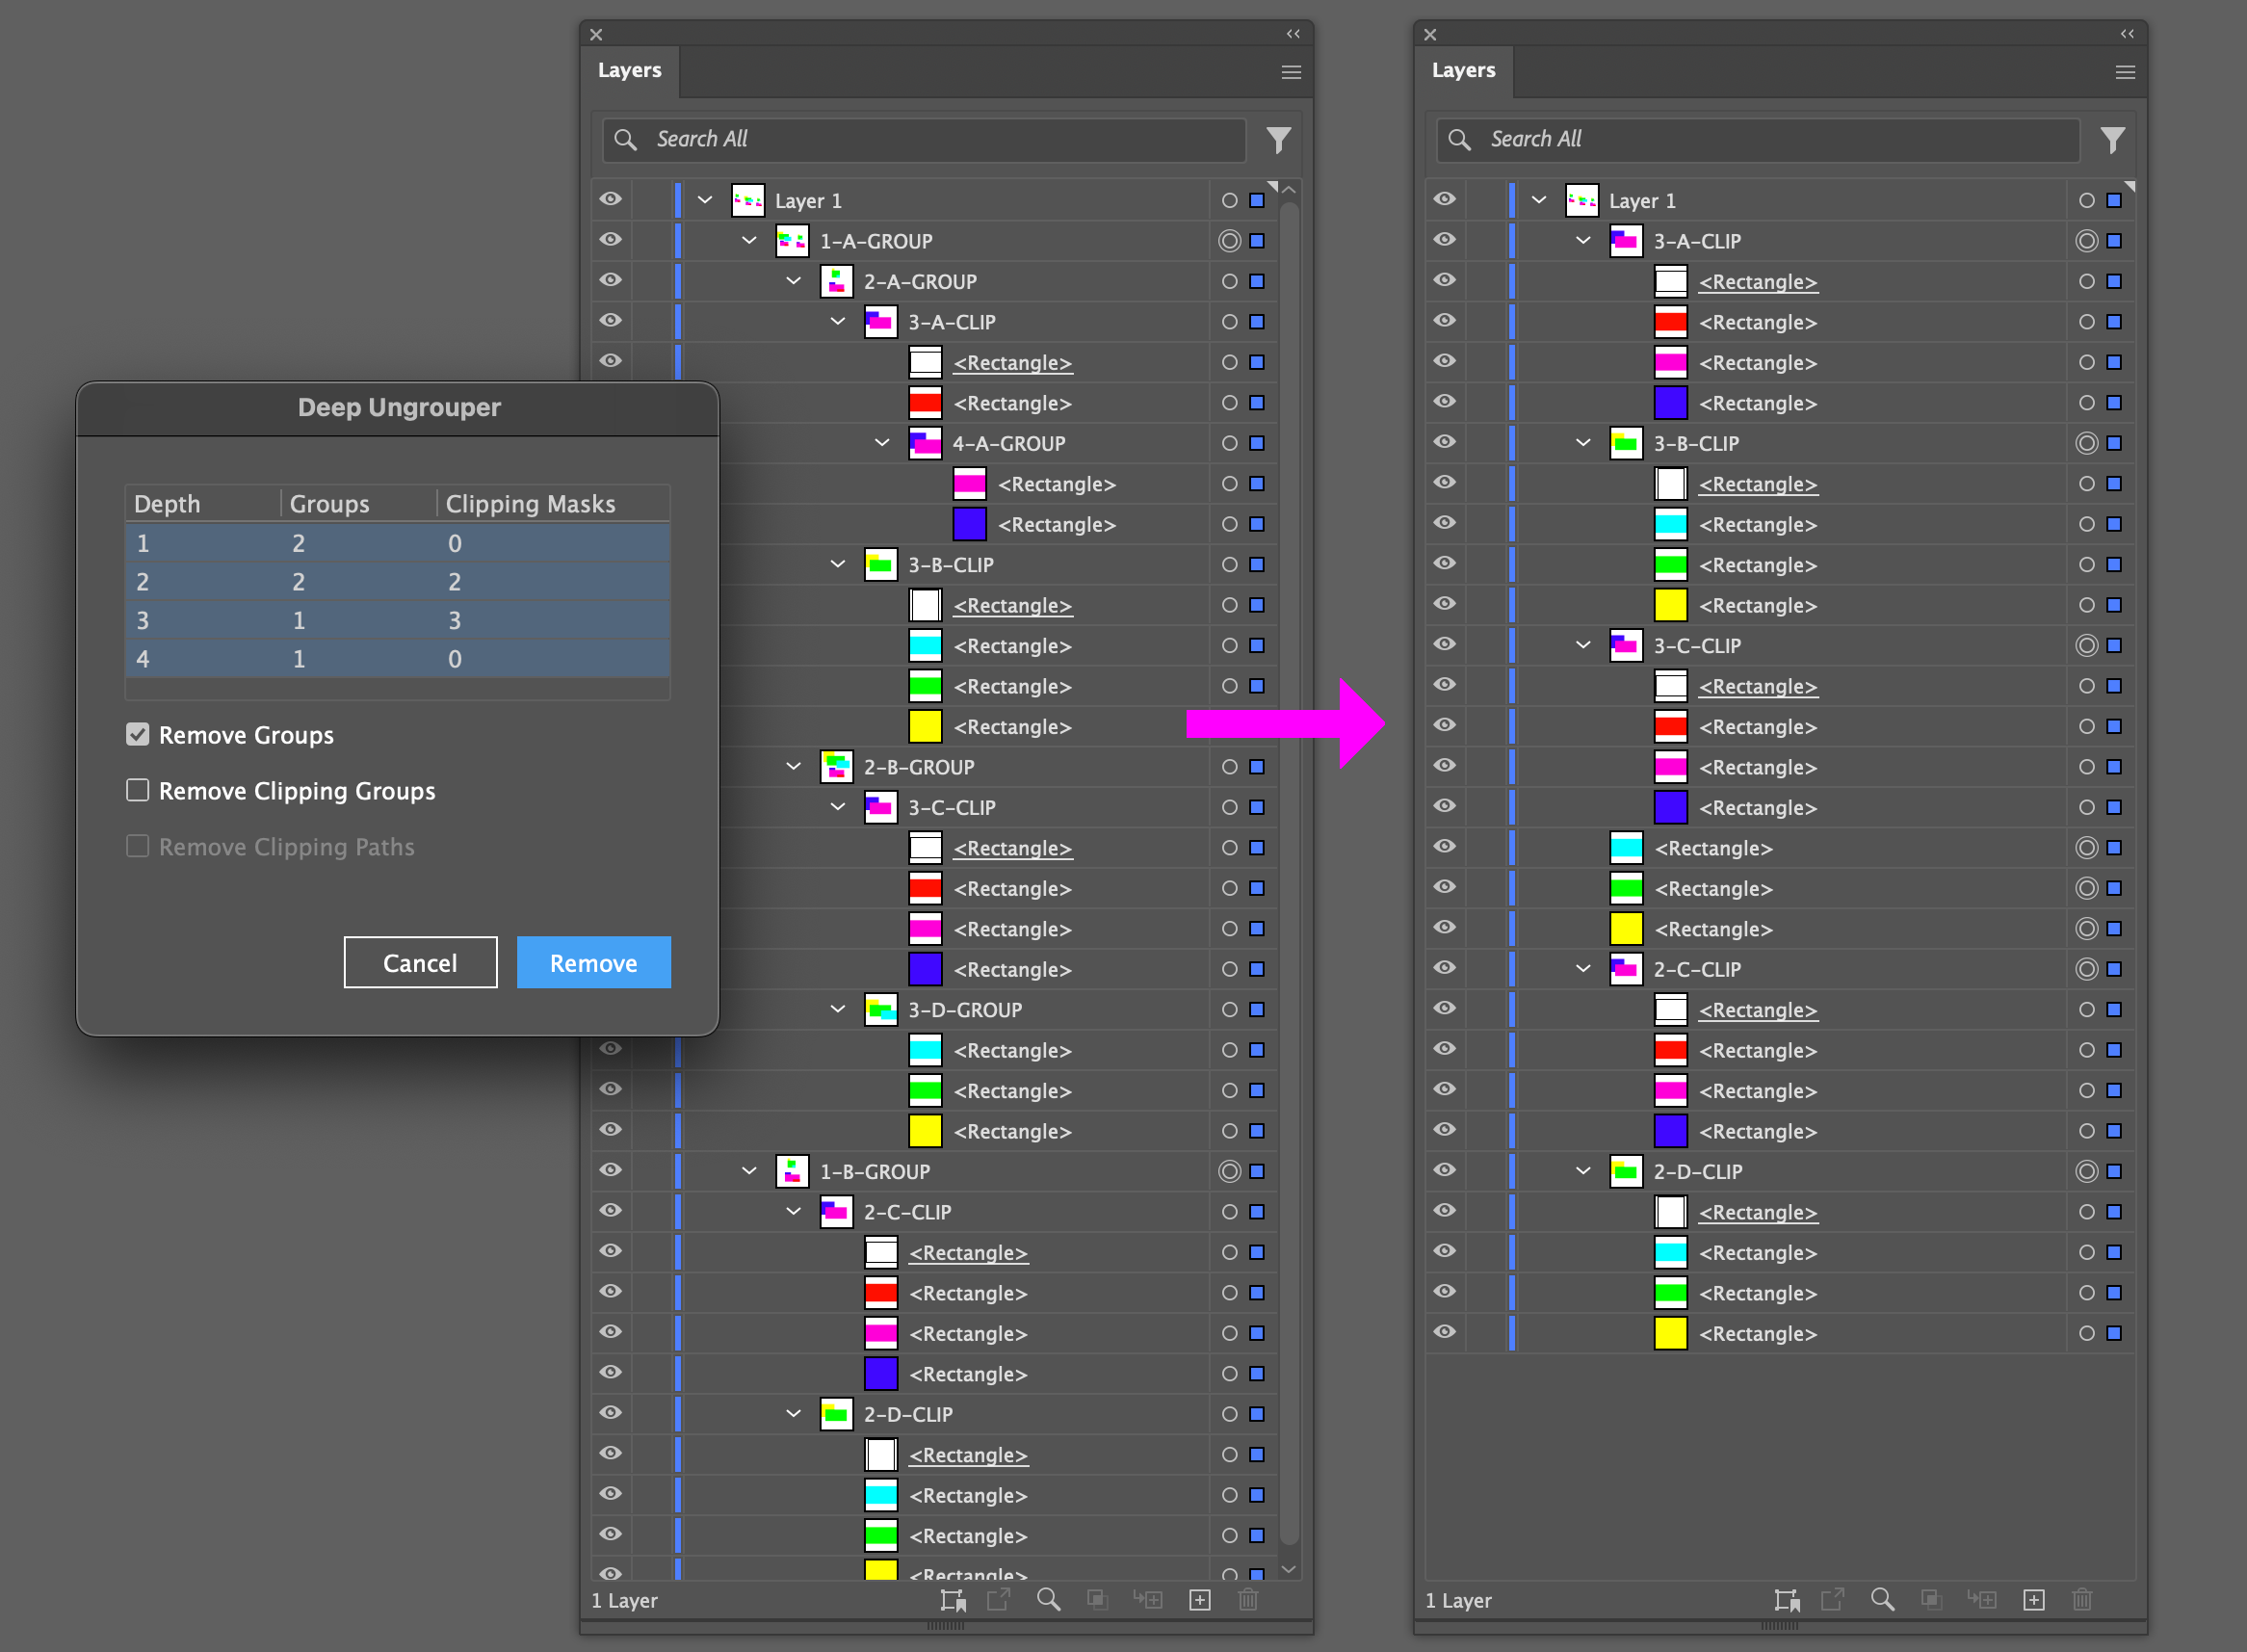 Deep Ungrouper
Depth Groups Clipping Masks
1 2 0
2 2 2
3 1 3
4 1 0
Remove Groups
Remove Clipping Groups
Remove Clipping Paths
Cancel Remove
Layers
Search All
Layer 1
1-A-GROUP
2-A-GROUP
3-A-CLIP
<Rectangle>
<Rectangle>
4-A-GROUP
<Rectangle>
<Rectangle>
3-B-CLIP
<Rectangle>
<Rectangle>
<Rectangle>
<Rectangle>
2-B-GROUP
3-C-CLIP
<Rectangle>
<Rectangle>
<Rectangle>
<Rectangle>
3-D-GROUP
<Rectangle>
<Rectangle>
<Rectangle>
1-B-GROUP
2-C-CLIP
<Rectangle>
<Rectangle>
<Rectangle>
<Rectangle>
2-D-CLIP
<Rectangle>
<Rectangle>
<Rectangle>
<Rectangle>
1 Layer
Layers
Search All
Layer 1
3-A-CLIP
<Rectangle>
<Rectangle>
<Rectangle>
<Rectangle>
3-B-CLIP
<Rectangle>
<Rectangle>
<Rectangle>
<Rectangle>
3-C-CLIP
<Rectangle>
<Rectangle>
<Rectangle>
<Rectangle>
<Rectangle>
<Rectangle>
<Rectangle>
2-C-CLIP
<Rectangle>
<Rectangle>
<Rectangle>
<Rectangle>
2-D-CLIP
<Rectangle>
<Rectangle>
<Rectangle>
<Rectangle>
1 Layer